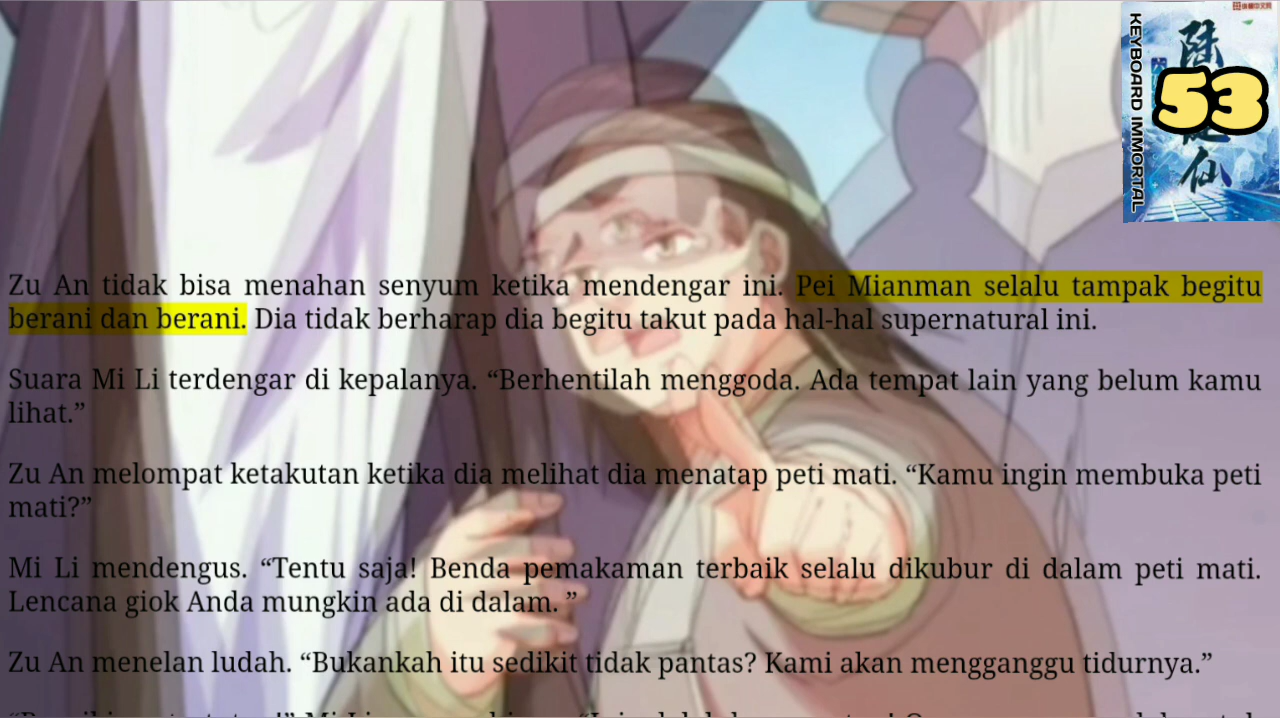 KEYBOARD IMMORTAL
53
仙
Zu An tidak bisa menahan senyum ketika mendengar ini. Pei Mianman selalu tampak begitu
berani dan berani. Dia tidak berharap dia begitu takut pada hal-hal supernatural ini.
Suara Mi Li terdengar di kepalanya. “Berhentilah menggoda. Ada tempat lain yang belum kamu
lihat.”
Zu An melompat ketakutan ketika dia melihat dia menatap peti mati. “Kamu ingin membuka peti
mati?”
Mi Li mendengus. “Tentu saja! Benda pemakaman terbaik selalu dikubur di dalam peti mati.
Lencana giok Anda mungkin ada di dalam. ”
Zu An menelan ludah. “Bukankah itu sedikit tidak pantas? Kami akan mengganggu tidurnya.”